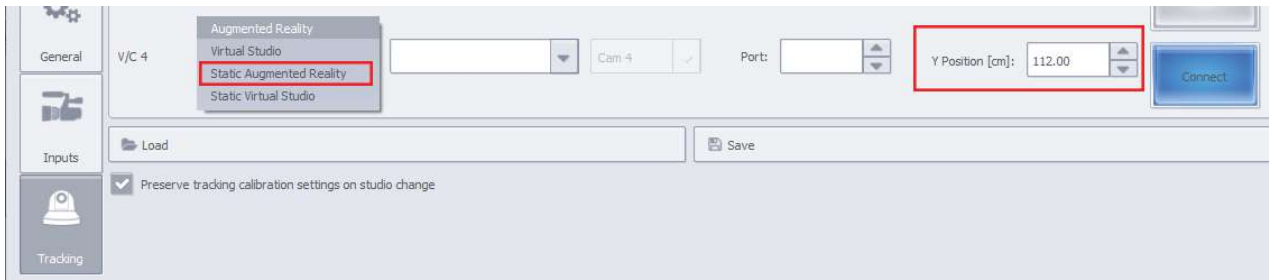 General
Inputs
Tracking
V/C 4
Augmented Reality
Virtual Studio
Static Augmented Reality
Static Virtual Studio
Cam 4
Port:
Y Position [cm]: 112.00
Connect
Load
Save
Preserve tracking calibration settings on studio change